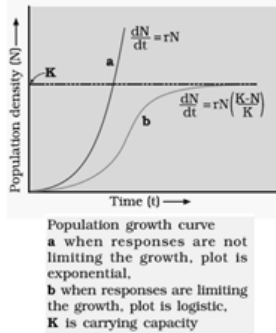 Population density (N)
K
a
dN/dt = rN
dN/dt = rN(K-N/K)
b
Time (t)
Population growth curve
a when responses are not
limiting the growth, plot is
exponential,
b when responses are limiting
the growth, plot is logistic,
K is carrying capacity